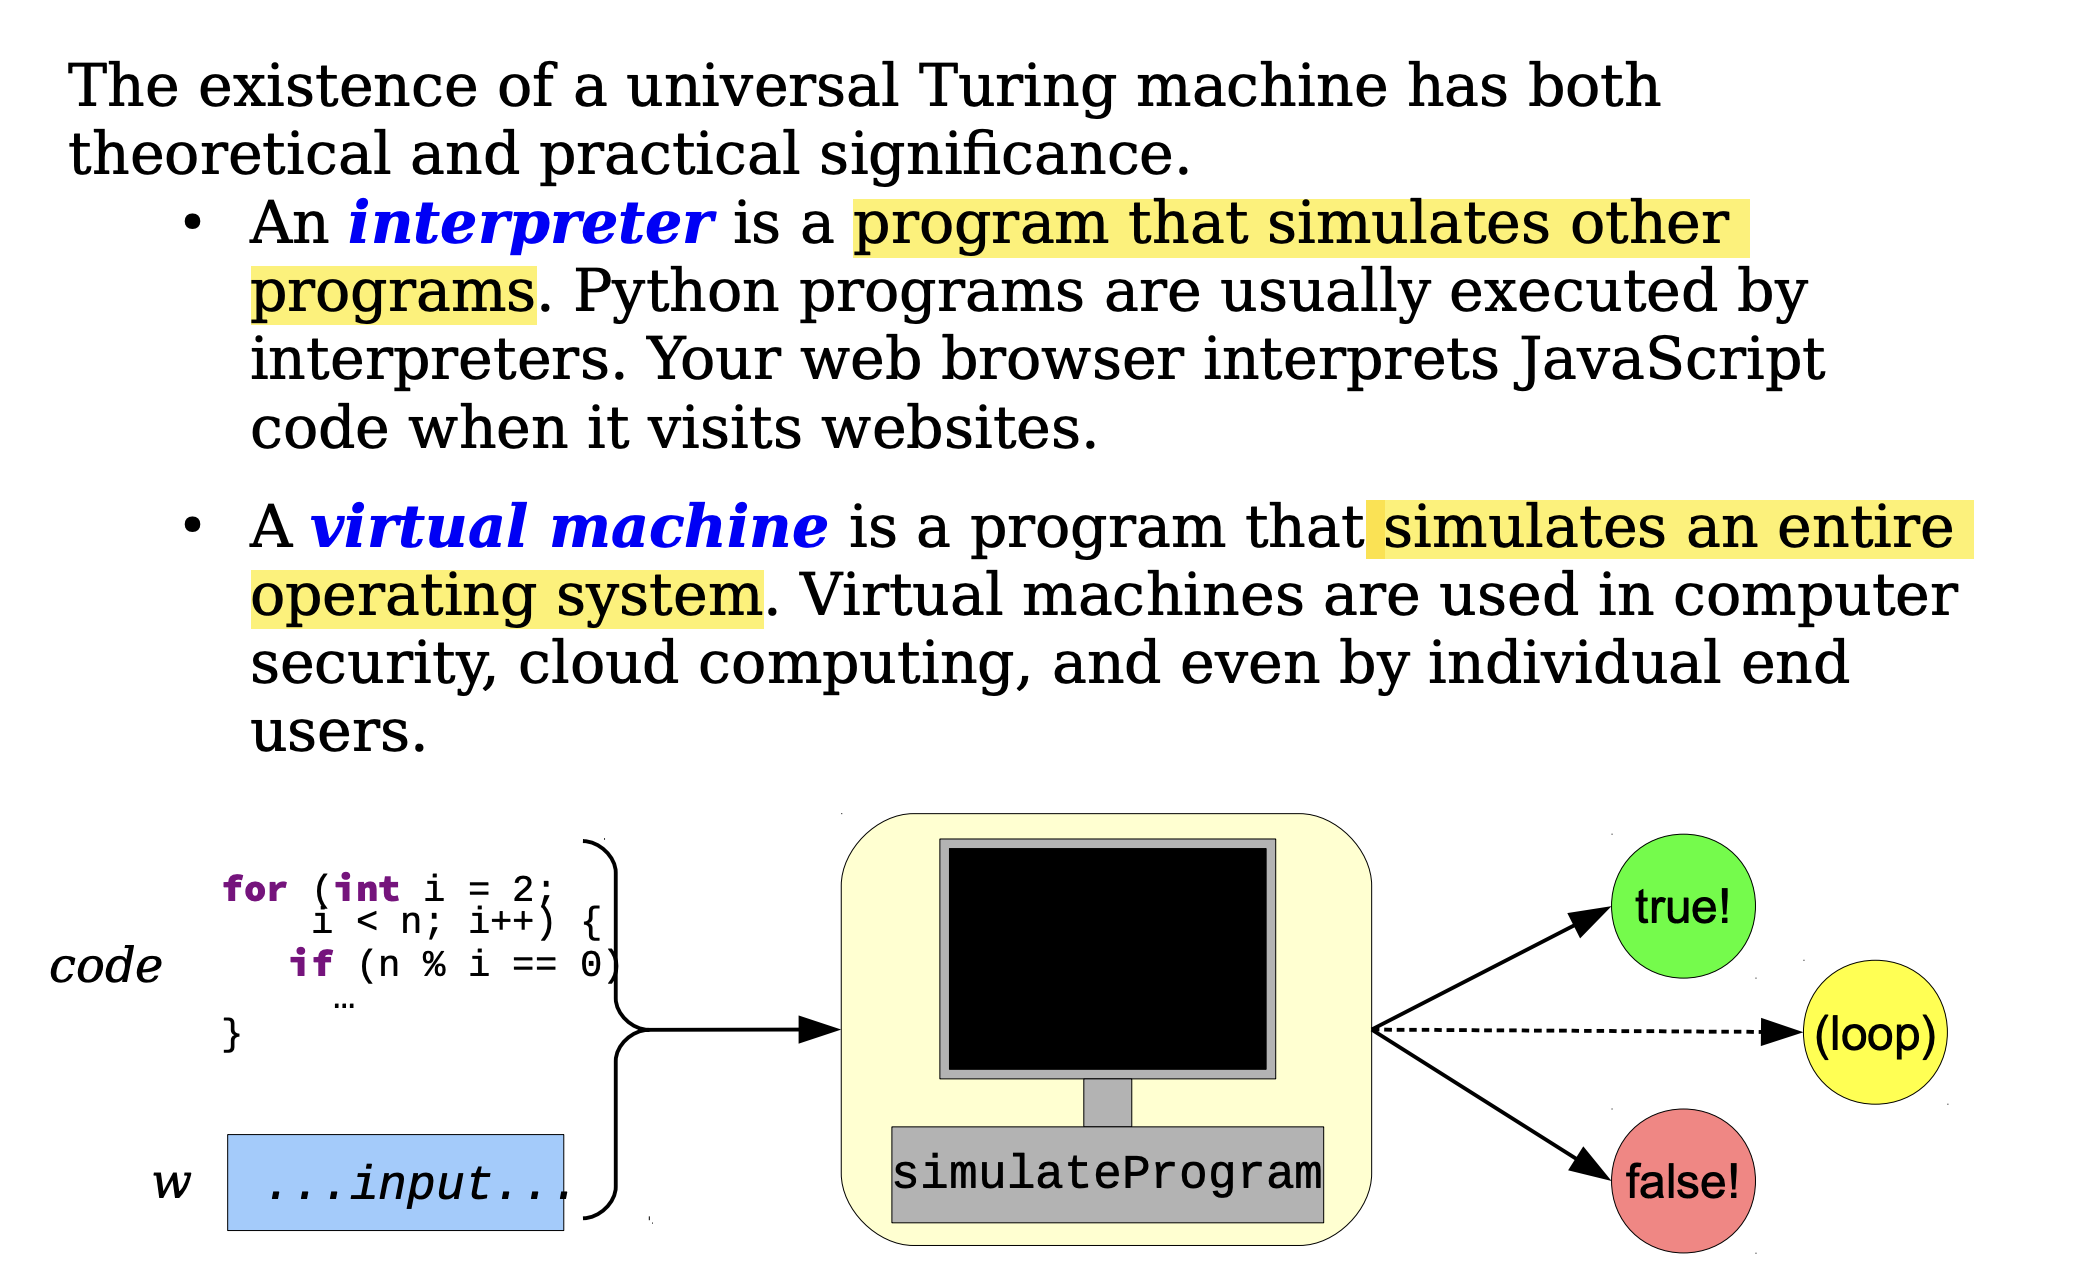 The existence of a universal Turing machine has both
theoretical and practical significance.
• An interpreter is a program that simulates other
programs. Python programs are usually executed by
interpreters. Your web browser interprets JavaScript
code when it visits websites.
• A virtual machine is a program that simulates an entire
operating system. Virtual machines are used in computer
security, cloud computing, and even by individual end
users.
code
for (int i = 2;
i < n; i++) {
if (n % i == 0)
…
}
w
...input...
simulateProgram
true!
(loop)
false!